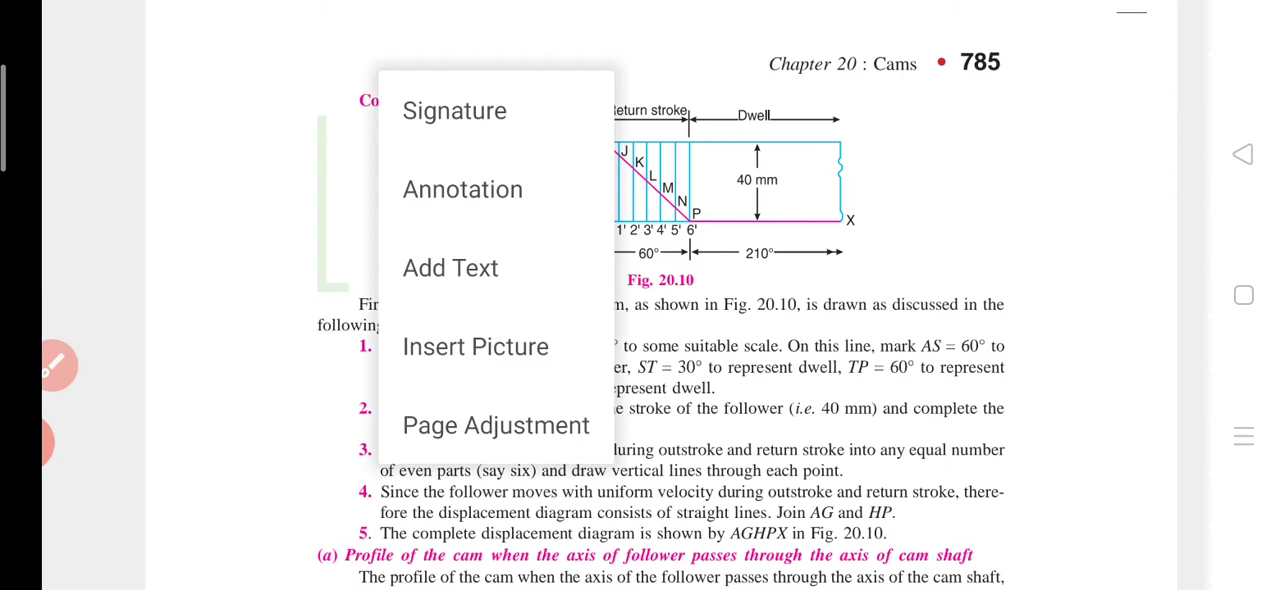 Chapter 20 : Cams • 785
Co
Signature
Annotation
Add Text
Insert Picture
Page Adjustment
Return stroke
Dwell
J
K
L
M
N
P
40 mm
X
1' 2' 3' 4' 5' 6'
60°
210°
Fig. 20.10
Fir m, as shown in Fig. 20.10, is drawn as discussed in the
following
1. ° to some suitable scale. On this line, mark AS = 60° to
er, ST = 30° to represent dwell, TP = 60° to represent
present dwell.
2. e stroke of the follower (i.e. 40 mm) and complete the
3. during outstroke and return stroke into any equal number
of even parts (say six) and draw vertical lines through each point.
4. Since the follower moves with uniform velocity during outstroke and return stroke, there-
fore the displacement diagram consists of straight lines. Join AG and HP.
5. The complete displacement diagram is shown by AGHPX in Fig. 20.10.
(a) Profile of the cam when the axis of follower passes through the axis of cam shaft
The profile of the cam when the axis of the follower passes through the axis of the cam shaft,